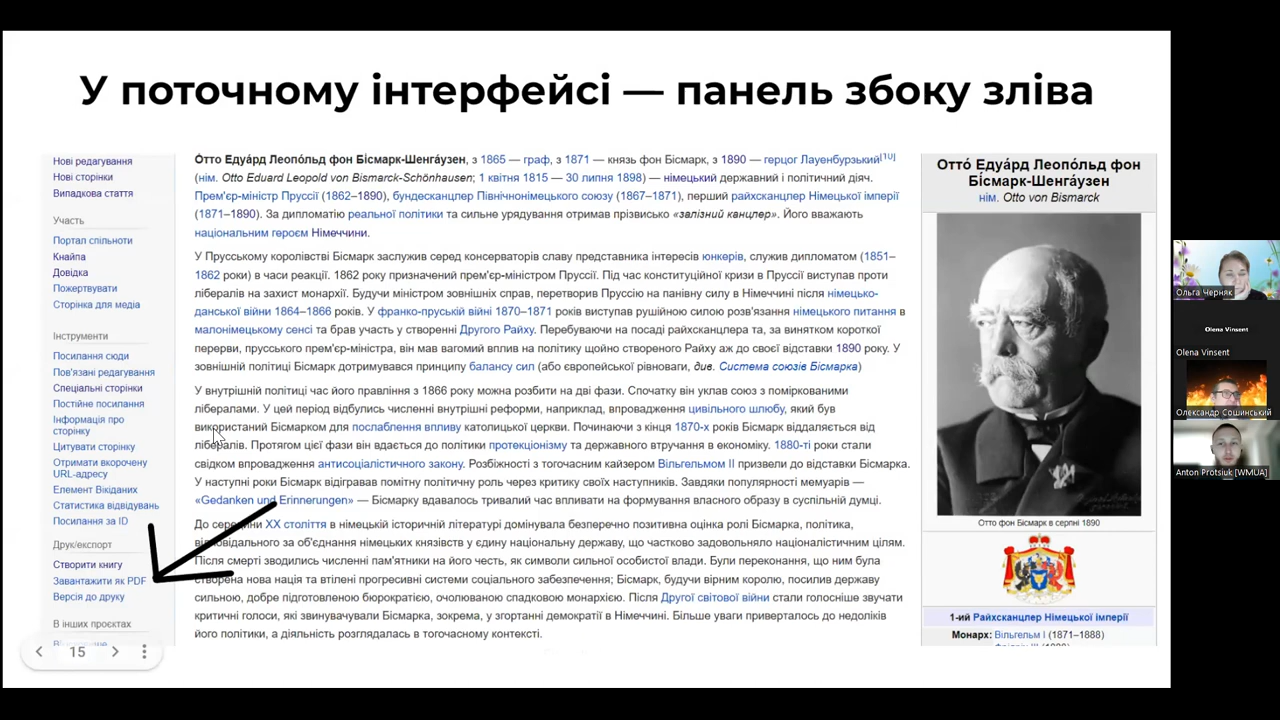 У поточному інтерфейсі — панель збоку зліва
Нові редагування
Нові сторінки
Випадкова стаття
Участь
Портал спільноти
Кнайпа
Довідка
Пожертвувати
Сторінка для медіа
Інструменти
Посилання сюди
Пов'язані редагування
Спеціальні сторінки
Постійне посилання
Інформація про
сторінку
Цитувати сторінку
Отримати вкорочену
URL-адресу
Елемент Вікіданих
Статистика відвідувань
Посилання за ID
Друк/експорт
Створити книгу
Завантажити як PDF
Версія до друку
В інших проєктах
15
О́тто Едуа́рд Леопо́льд фон Бі́смарк-Шенга́узен, з 1865 — граф, з 1871 — князь фон Бісмарк, з 1890 — герцог Лауенбурзький[10]
(нім. Otto Eduard Leopold von Bismarck-Schönhausen; 1 квітня 1815 — 30 липня 1898) — німецький державний і політичний діяч.
Прем'єр-міністр Пруссії (1862–1890), бундесканцлер Північнонімецького союзу (1867–1871), перший райхсканцлер Німецької імперії
(1871–1890). За дипломатію реальної політики та сильне урядування отримав прізвисько «залізний канцлер». Його вважають
національним героєм Німеччини.
У Прусському королівстві Бісмарк заслужив серед консерваторів славу представника інтересів юнкерів, служив дипломатом (1851–
1862 роки) в часи реакції. 1862 року призначений прем'єр-міністром Пруссії. Під час конституційної кризи в Пруссії виступав проти
лібералів на захист монархії. Будучи міністром зовнішніх справ, перетворив Пруссію на панівну силу в Німеччині після німецько-
данської війни 1864–1866 років. У франко-пруській війні 1870–1871 років виступав рушійною силою розв'язання німецького питання в
малонімецькому сенсі та брав участь у створенні Другого Райху. Перебуваючи на посаді райхсканцлера та, за винятком короткої
перерви, прусського прем'єр-міністра, він мав вагомий вплив на політику щойно створеного Райху аж до своєї відставки 1890 року. У
зовнішній політиці Бісмарк дотримувався принципу балансу сил (або європейської рівноваги, див. Система союзів Бісмарка)
У внутрішній політиці час його правління з 1866 року можна розбити на дві фази. Спочатку він уклав союз з поміркованими
лібералами. У цей період відбулись численні внутрішні реформи, наприклад, впровадження цивільного шлюбу, який був
використаний Бісмарком для послаблення впливу католицької церкви. Починаючи з кінця 1870-х років Бісмарк віддаляється від
лібералів. Протягом цієї фази він вдається до політики протекціонізму та державного втручання в економіку. 1880-ті роки стали
свідком впровадження антисоціалістичного закону. Розбіжності з тогочасним кайзером Вільгельмом II призвели до відставки Бісмарка.
У наступні роки Бісмарк відігравав помітну політичну роль через критику своїх наступників. Завдяки популярності мемуарів —
«Gedanken und Erinnerungen» — Бісмарку вдавалось тривалий час впливати на формування власного образу в суспільній думці.
До середини XX століття в німецькій історичній літературі домінувала безперечно позитивна оцінка ролі Бісмарка, політика,
відповідального за об'єднання німецьких князівств у єдину національну державу, що частково задовольняло націоналістичним цілям.
Після смерті зводились численні пам'ятники на його честь, як символи сильної особистої влади. Були переконання, що ним була
створена нова нація та втілені прогресивні системи соціального забезпечення; Бісмарк, будучи вірним королю, посилив державу
сильною, добре підготовленою бюрократією, очолюваною спадковою монархією. Після Другої світової війни стали голосніше звучати
критичні голоси, які звинувачували Бісмарка, зокрема, у згортанні демократії в Німеччині. Більше уваги приверталось до недоліків
його політики, а діяльність розглядалась в тогочасному контексті.
Отто́ Едуа́рд Леопо́льд фон
Бі́смарк-Шенга́узен
нім. Otto von Bismarck
Отто фон Бісмарк в серпні 1890
1-ий Райхсканцлер Німецької імперії
Монарх: Вільгельм I (1871–1888)
Ольга Черняк
Olena Vinsent
Olena Vinsent
Олександр Сошинський
Anton Protsiuk [WMUA]